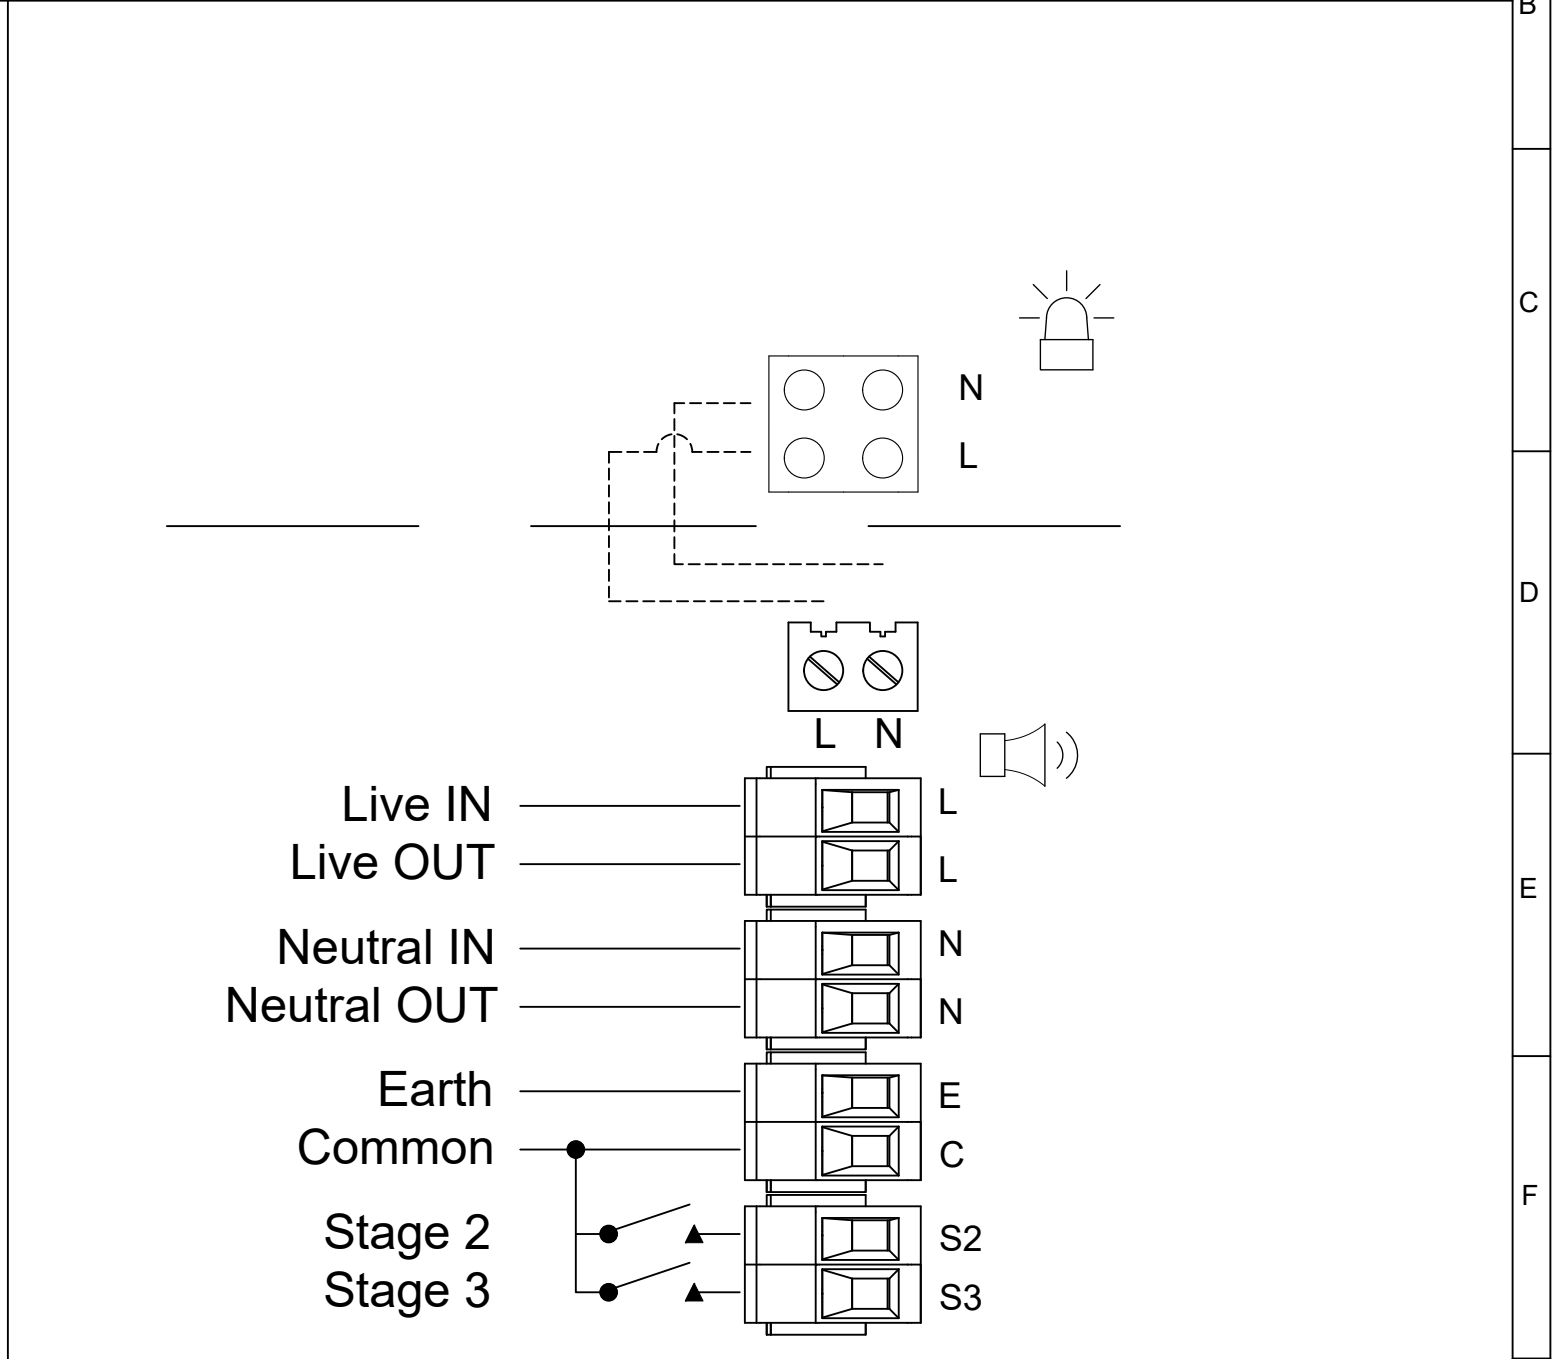 B
C
N
L
D
L N
Live IN L
Live OUT L
E
Neutral IN N
Neutral OUT N
Earth E
Common C
F
Stage 2 S2
Stage 3 S3